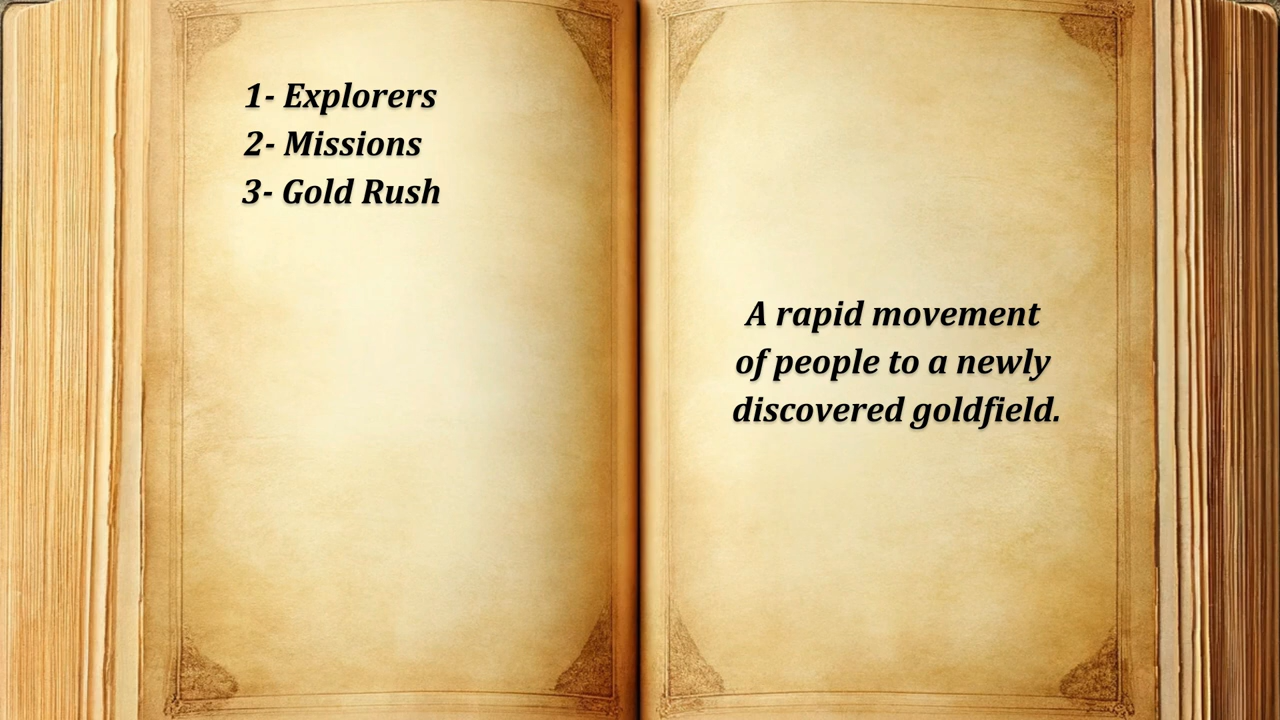 1- Explorers
2- Missions
3- Gold Rush
A rapid movement
of people to a newly
discovered goldfield.